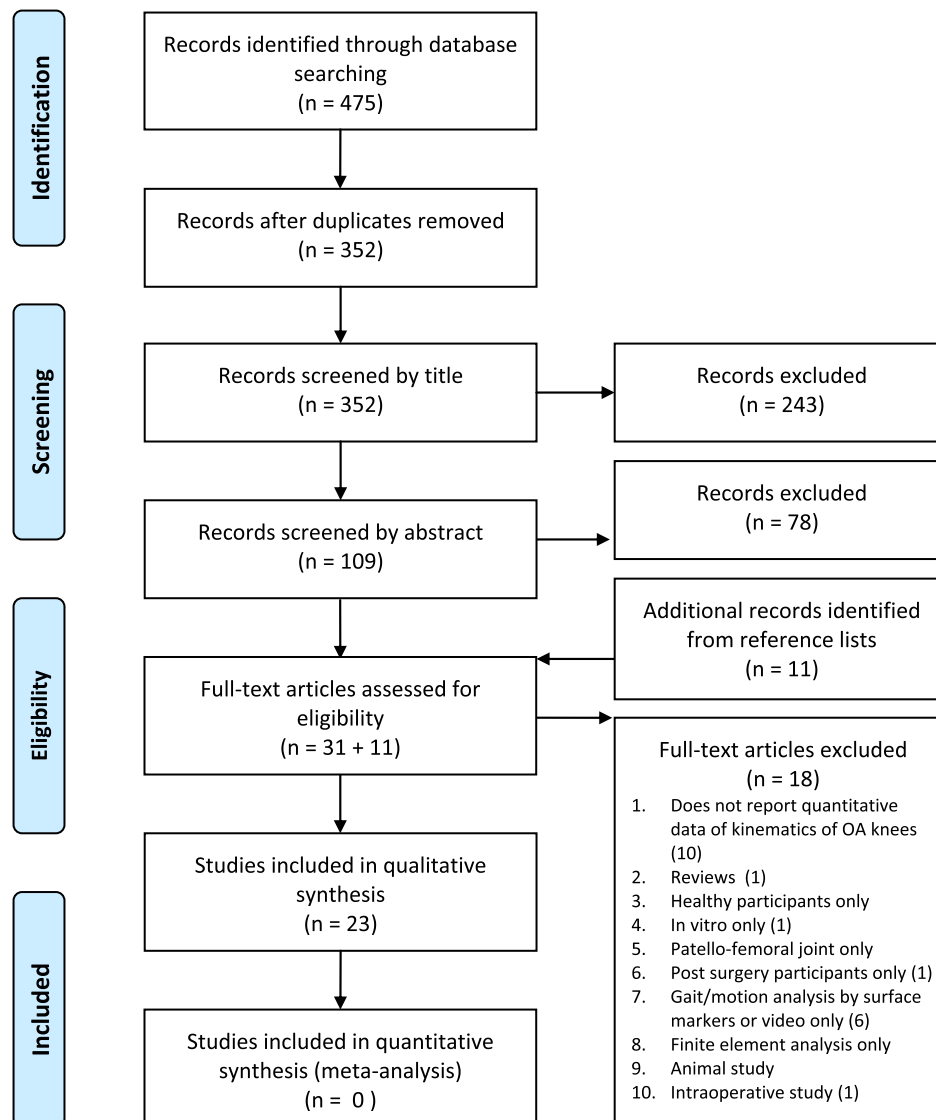 Identification
Records identified through database
searching
(n = 475)
Records after duplicates removed
(n = 352)
Screening
Records screened by title
(n = 352)
Records excluded
(n = 243)
Records screened by abstract
(n = 109)
Records excluded
(n = 78)
Additional records identified
from reference lists
(n = 11)
Eligibility
Full-text articles assessed for
eligibility
(n = 31 + 11)
Full-text articles excluded
(n = 18)
1. Does not report quantitative
data of kinematics of OA knees
(10)
2. Reviews (1)
3. Healthy participants only
4. In vitro only (1)
5. Patello-femoral joint only
6. Post surgery participants only (1)
7. Gait/motion analysis by surface
markers or video only (6)
8. Finite element analysis only
9. Animal study
10. Intraoperative study (1)
Studies included in qualitative
synthesis
(n = 23)
Included
Studies included in quantitative
synthesis (meta-analysis)
(n = 0 )